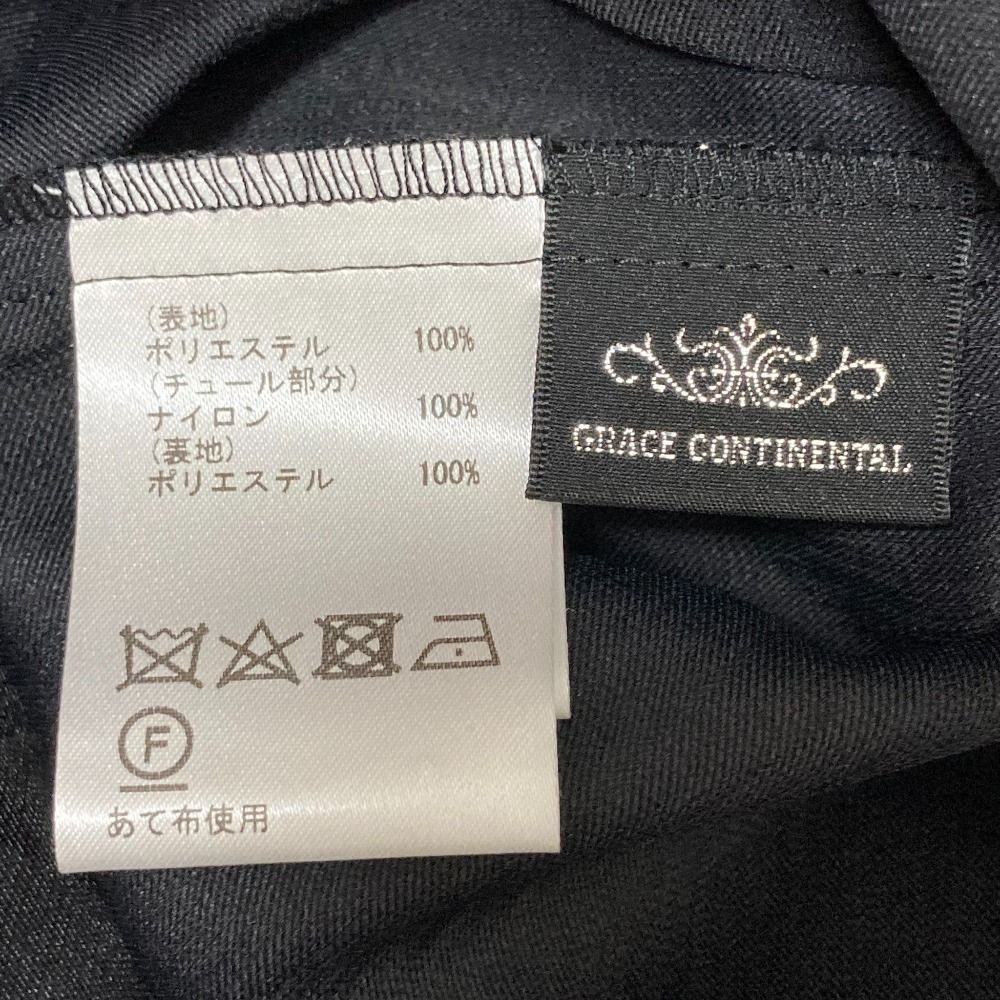 (表地)
ポリエステル 100%
(チュール部分)
ナイロン 100%
(裏地)
ポリエステル 100%
F
あて布使用
GRACE CONTINENTAL